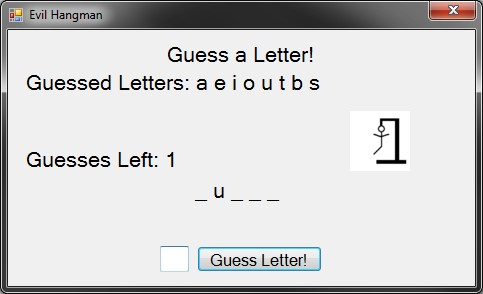 Evil Hangman
Guess a Letter!
Guessed Letters: a e i o u t b s
Guesses Left: 1
_ u _ _ _
Guess Letter!